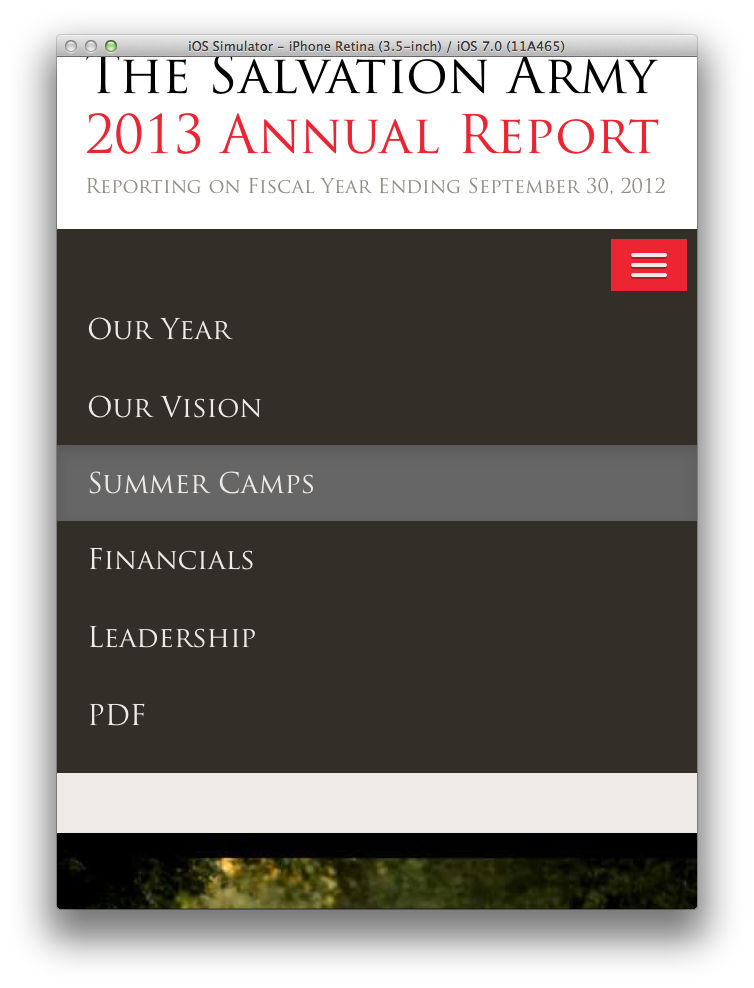 iOS Simulator - iPhone Retina (3.5-inch) / iOS 7.0 (11A465)
The Salvation Army
2013 Annual Report
Reporting on Fiscal Year Ending September 30, 2012
Our Year
Our Vision
Summer Camps
Financials
Leadership
PDF